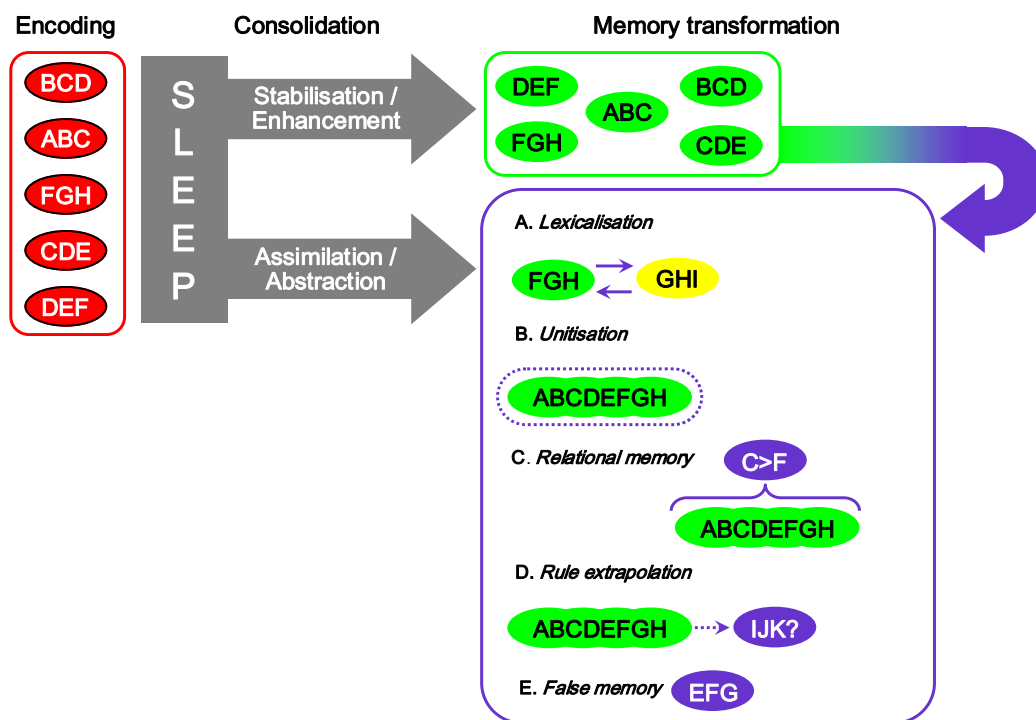 Encoding
Consolidation
Memory transformation
BCD
ABC
FGH
CDE
DEF
S
L
E
E
P
Stabilisation /
Enhancement
Assimilation /
Abstraction
DEF
BCD
ABC
FGH
CDE
A. Lexicalisation
FGH
GHI
B. Unitisation
ABCDEFGH
C. Relational memory
C>F
ABCDEFGH
D. Rule extrapolation
ABCDEFGH
IJK?
E. False memory
EFG